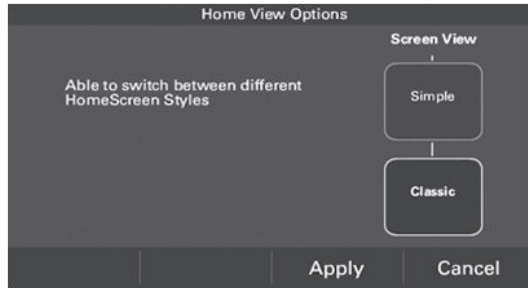 Home View Options
Screen View
Able to switch between different
HomeScreen Styles
Simple
Classic
Apply
Cancel